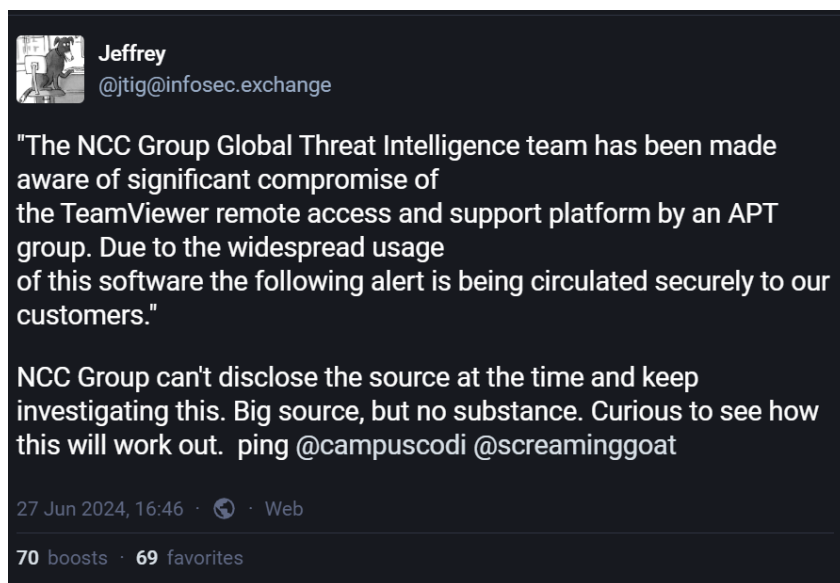 Jeffrey
@jtig@infosec.exchange
"The NCC Group Global Threat Intelligence team has been made
aware of significant compromise of
the TeamViewer remote access and support platform by an APT
group. Due to the widespread usage
of this software the following alert is being circulated securely to our
customers."
NCC Group can't disclose the source at the time and keep
investigating this. Big source, but no substance. Curious to see how
this will work out.  ping @campuscodi @screaminggoat
27 Jun 2024, 16:46 · · Web
70 boosts · 69 favorites